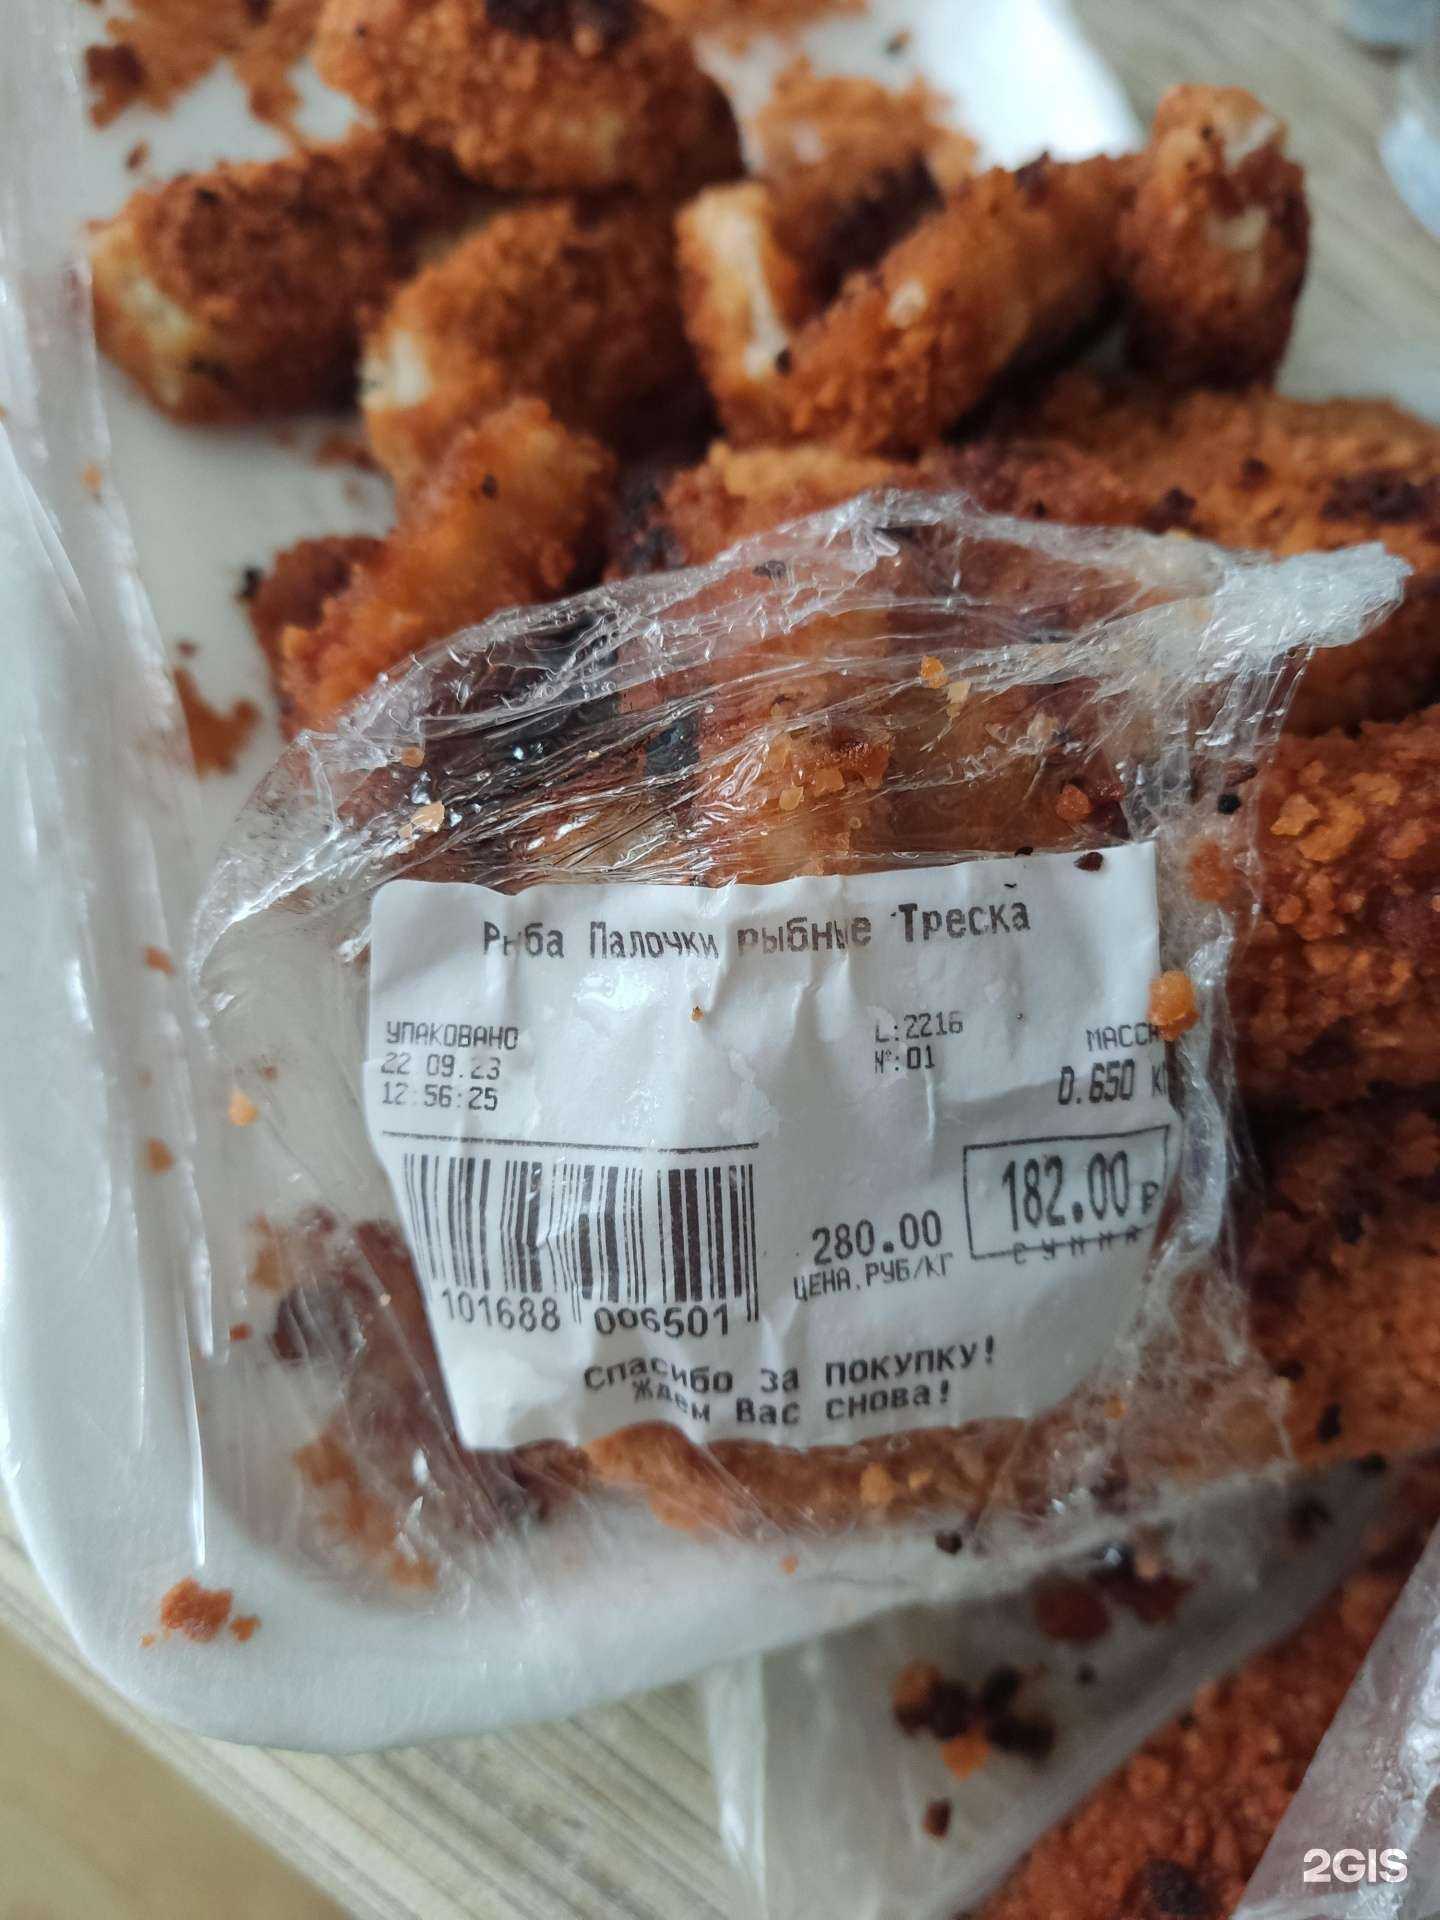 Рыба Палочки рыбные Треска
УПАКОВАНО
22 09.23
12:56:25
L:2216
№:01
МАССА
0.650 КГ
101688 006501
280.00
ЦЕНА,РУБ/КГ
182.00 ₽
СУММА
Спасибо за покупку!
Ждем Вас снова!
2GIS